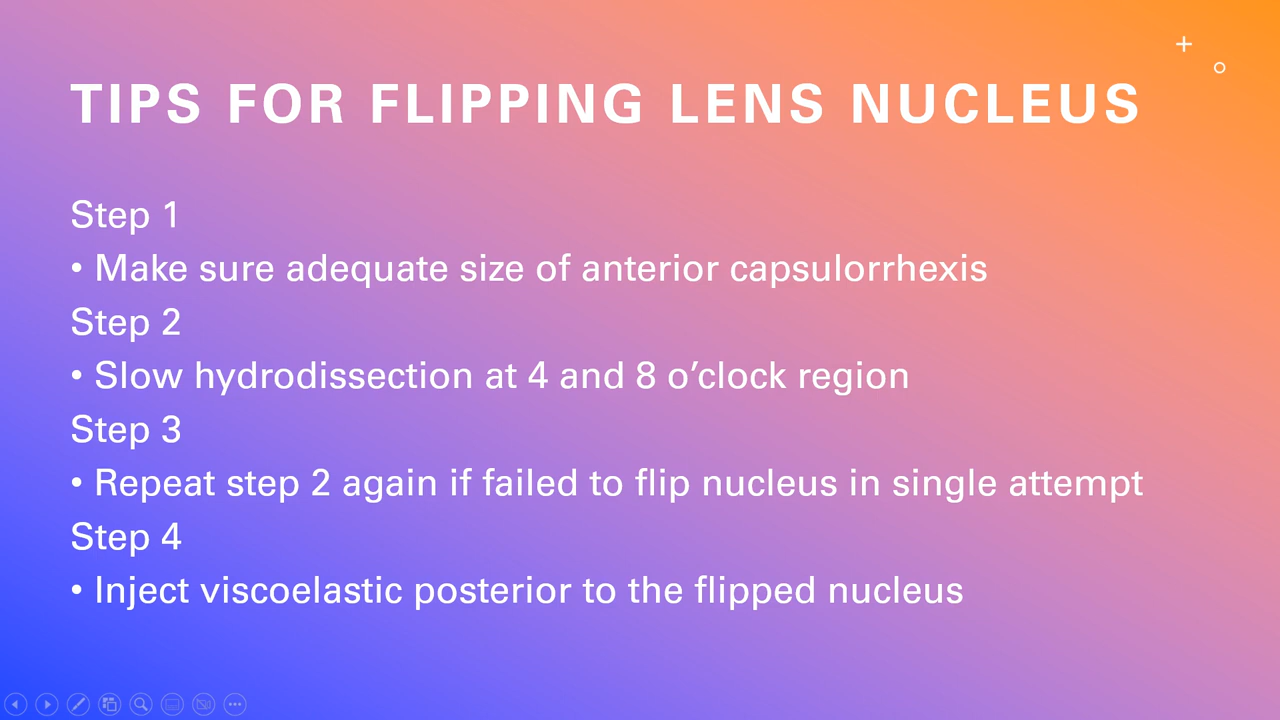 TIPS FOR FLIPPING LENS NUCLEUS
Step 1
• Make sure adequate size of anterior capsulorrhexis
Step 2
• Slow hydrodissection at 4 and 8 o’clock region
Step 3
• Repeat step 2 again if failed to flip nucleus in single attempt
Step 4
• Inject viscoelastic posterior to the flipped nucleus